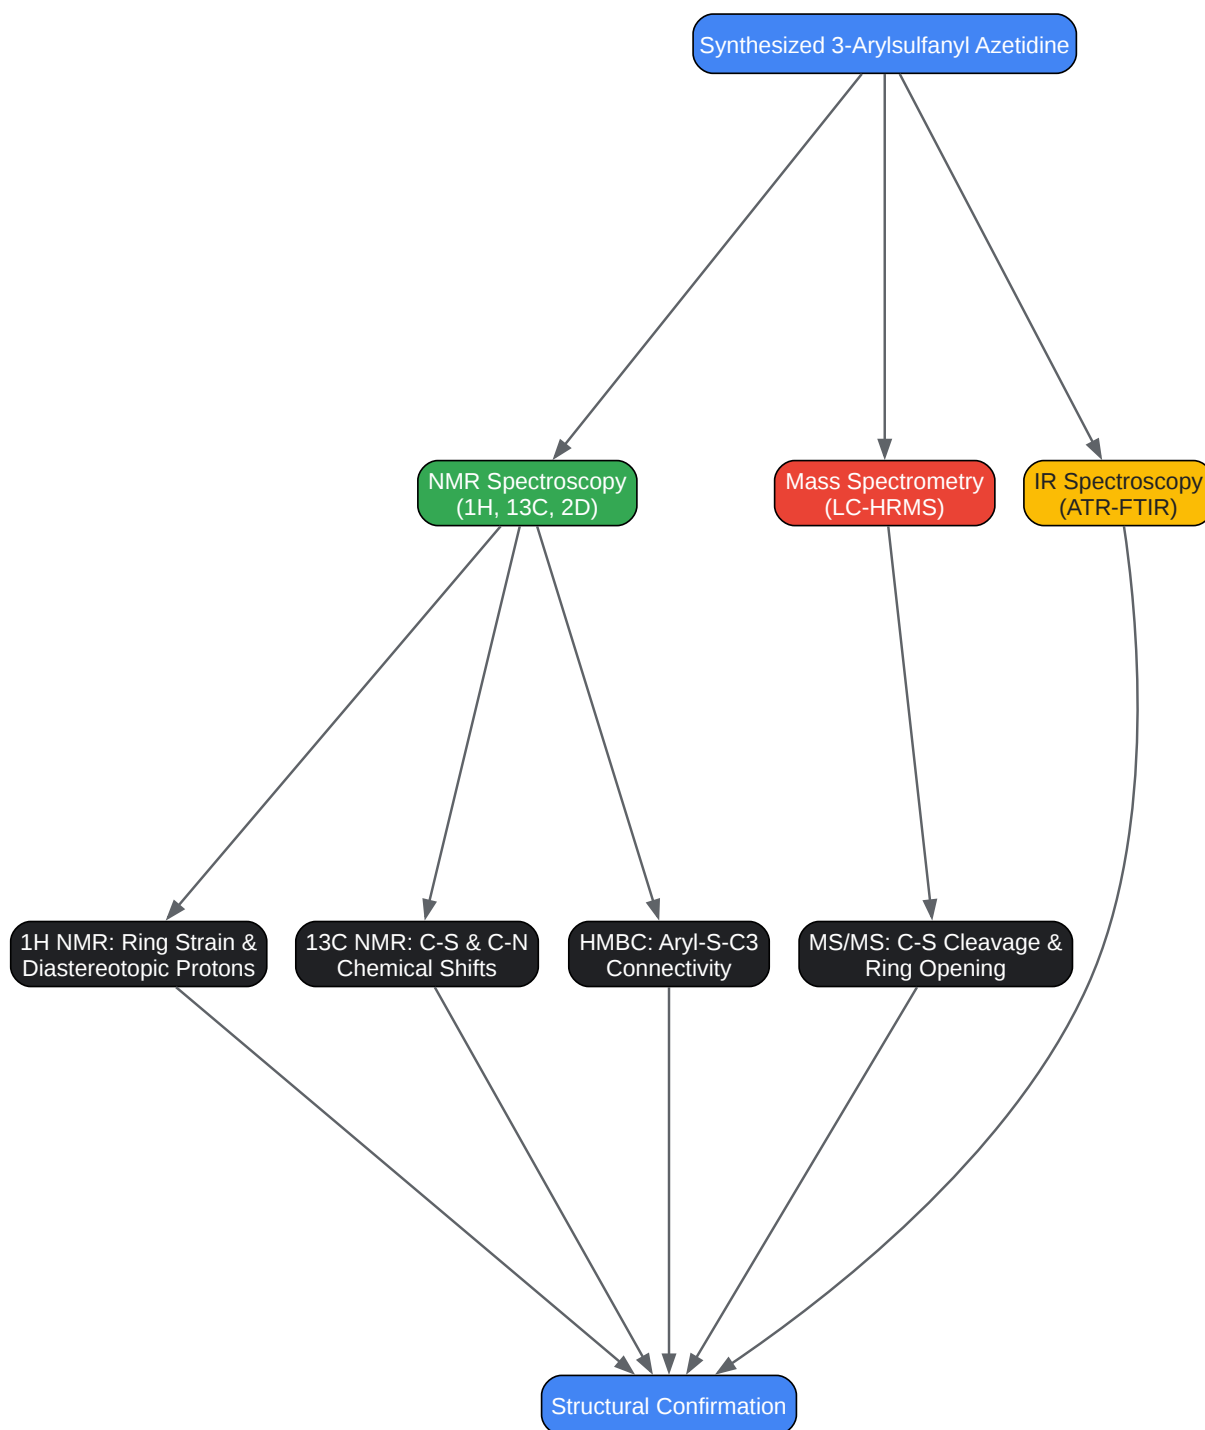 Synthesized 3-Arylsulfanyl Azetidine
NMR Spectroscopy
(1H, 13C, 2D)
Mass Spectrometry
(LC-HRMS)
IR Spectroscopy
(ATR-FTIR)
1H NMR: Ring Strain &
Diastereotopic Protons
13C NMR: C-S & C-N
Chemical Shifts
HMBC: Aryl-S-C3
Connectivity
MS/MS: C-S Cleavage &
Ring Opening
Structural Confirmation